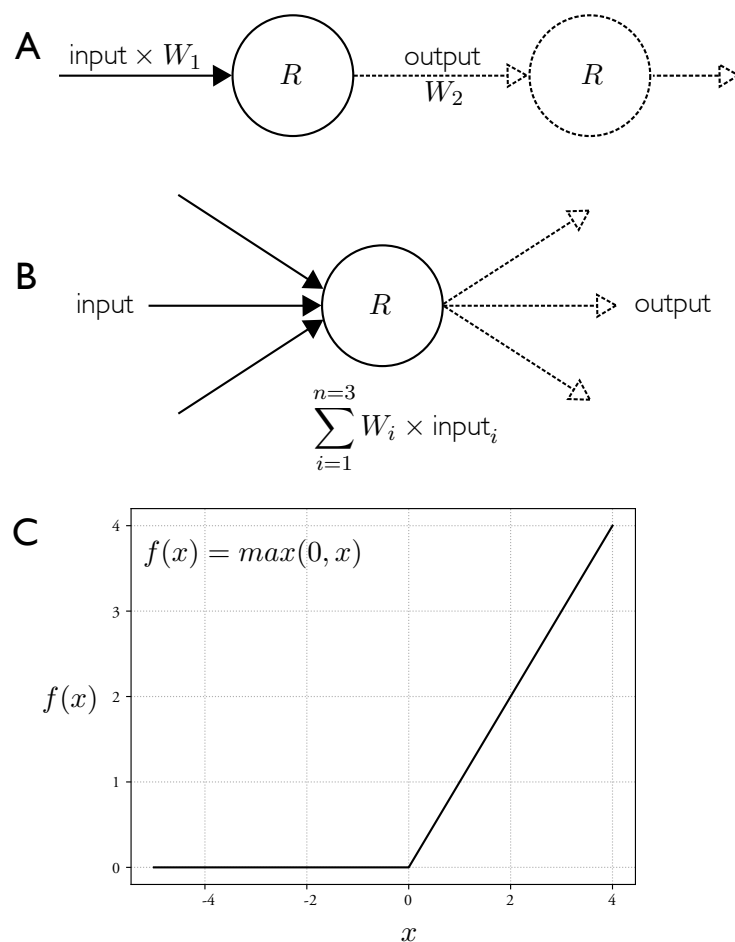 A
input × W₁
R
output
W₂
R
B
input
R
output
n=3
∑ Wᵢ × inputᵢ
i=1
C
f(x) = max(0, x)
f(x)
4
3
2
1
0
-4 -2 0 2 4
x